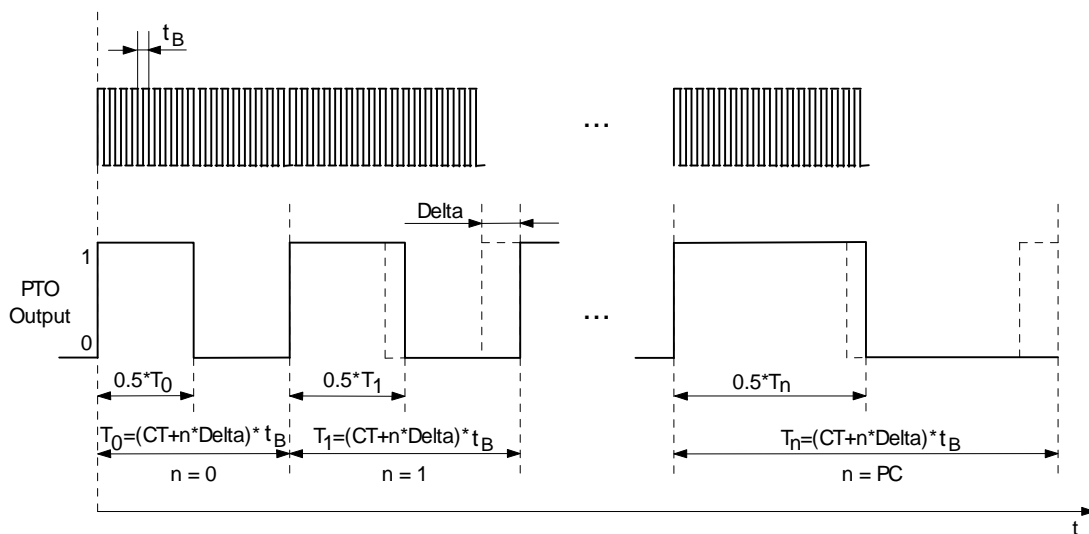 t_B
...
Delta
1
PTO
Output
0
...
0.5*T_0
0.5*T_1
0.5*T_n
T_0=(CT+n*Delta)* t_B
T_1=(CT+n*Delta)* t_B
T_n=(CT+n*Delta)* t_B
n = 0
n = 1
n = PC
t